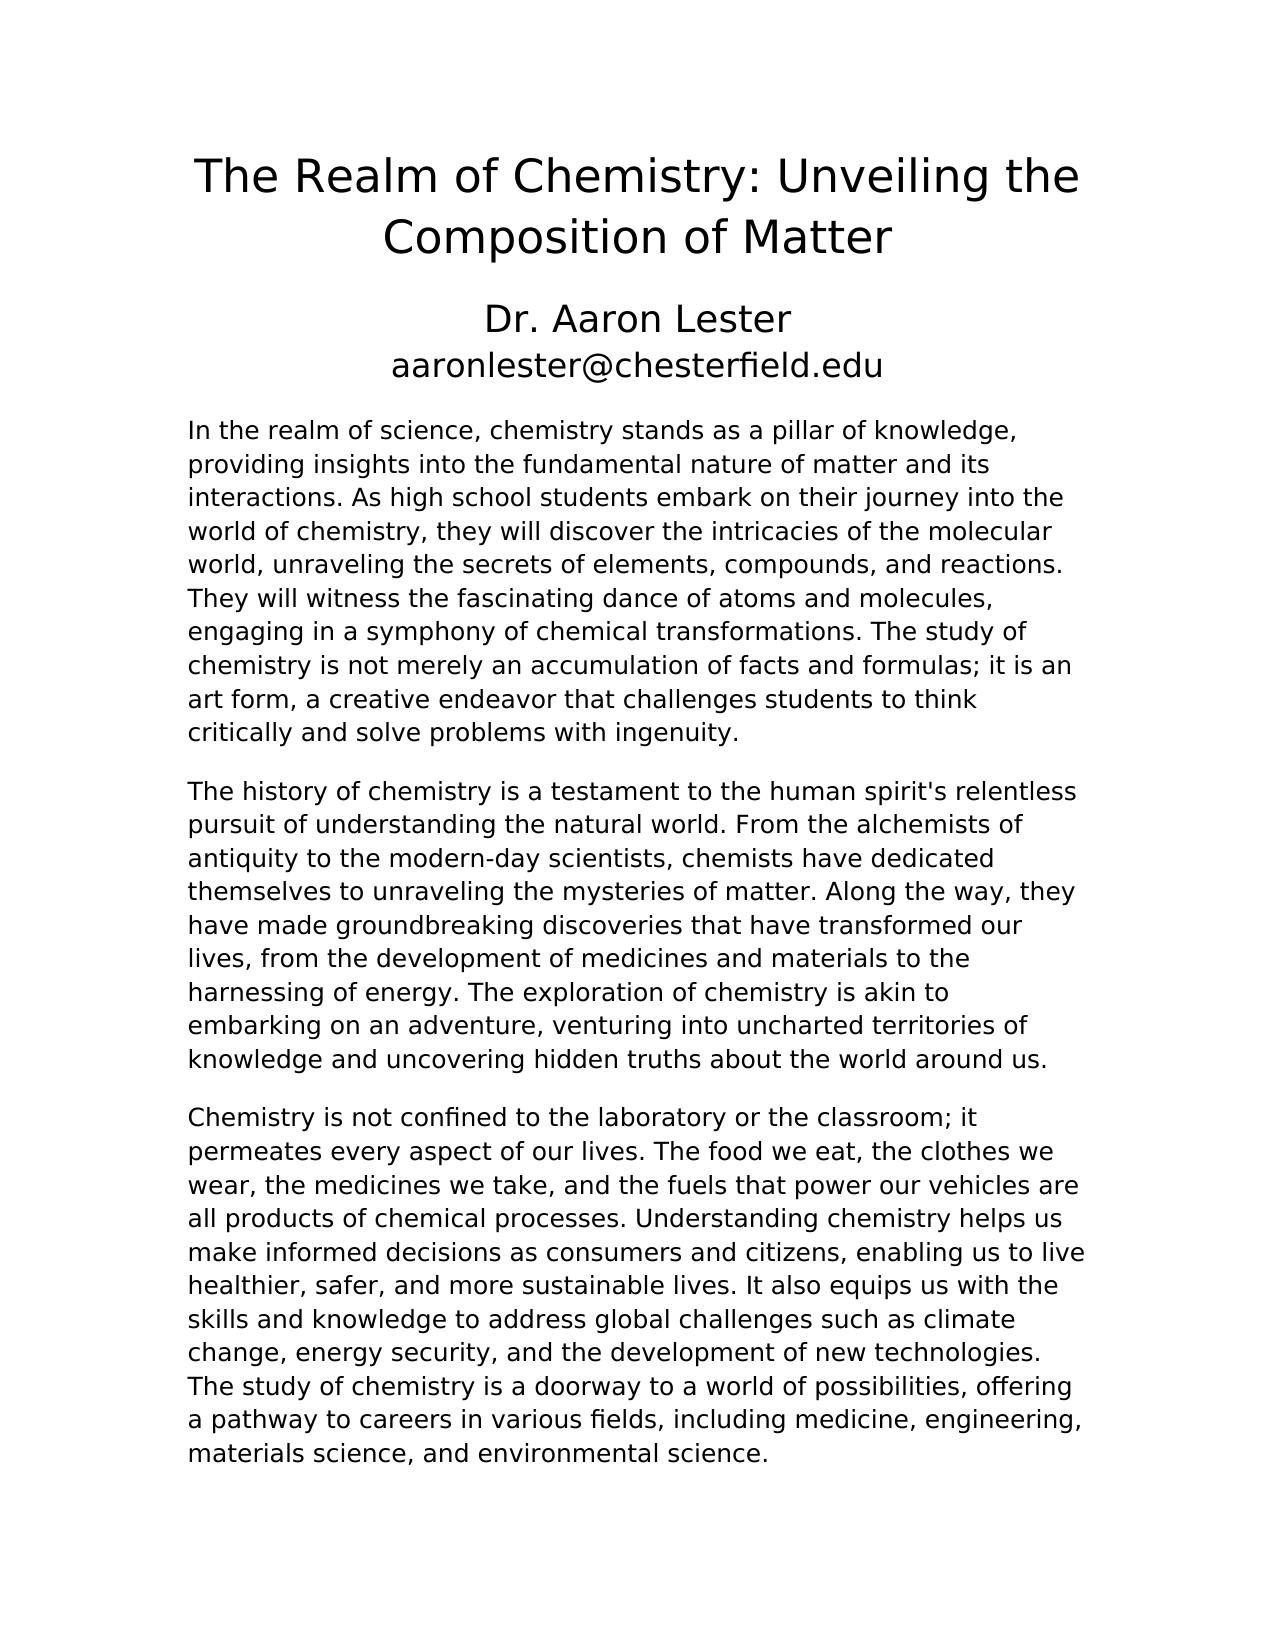 The Realm of Chemistry: Unveiling the
Composition of Matter
Dr. Aaron Lester
aaronlester@chesterfield.edu
In the realm of science, chemistry stands as a pillar of knowledge,
providing insights into the fundamental nature of matter and its
interactions. As high school students embark on their journey into the
world of chemistry, they will discover the intricacies of the molecular
world, unraveling the secrets of elements, compounds, and reactions.
They will witness the fascinating dance of atoms and molecules,
engaging in a symphony of chemical transformations. The study of
chemistry is not merely an accumulation of facts and formulas; it is an
art form, a creative endeavor that challenges students to think
critically and solve problems with ingenuity.
The history of chemistry is a testament to the human spirit's relentless
pursuit of understanding the natural world. From the alchemists of
antiquity to the modern-day scientists, chemists have dedicated
themselves to unraveling the mysteries of matter. Along the way, they
have made groundbreaking discoveries that have transformed our
lives, from the development of medicines and materials to the
harnessing of energy. The exploration of chemistry is akin to
embarking on an adventure, venturing into uncharted territories of
knowledge and uncovering hidden truths about the world around us.
Chemistry is not confined to the laboratory or the classroom; it
permeates every aspect of our lives. The food we eat, the clothes we
wear, the medicines we take, and the fuels that power our vehicles are
all products of chemical processes. Understanding chemistry helps us
make informed decisions as consumers and citizens, enabling us to live
healthier, safer, and more sustainable lives. It also equips us with the
skills and knowledge to address global challenges such as climate
change, energy security, and the development of new technologies.
The study of chemistry is a doorway to a world of possibilities, offering
a pathway to careers in various fields, including medicine, engineering,
materials science, and environmental science.